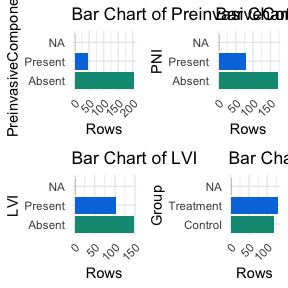 Bar Chart of
PreinvasiveCompone
NA
Present
Absent
0 50 100 150 200
Rows
PNI
NA
Present
Absent
0 50 100 150
Rows
Bar Chart of LVI
LVI
NA
Present
Absent
0 50 100 150
Rows
Bar Cha
Group
NA
Treatment
Control
0 50 100
Rows